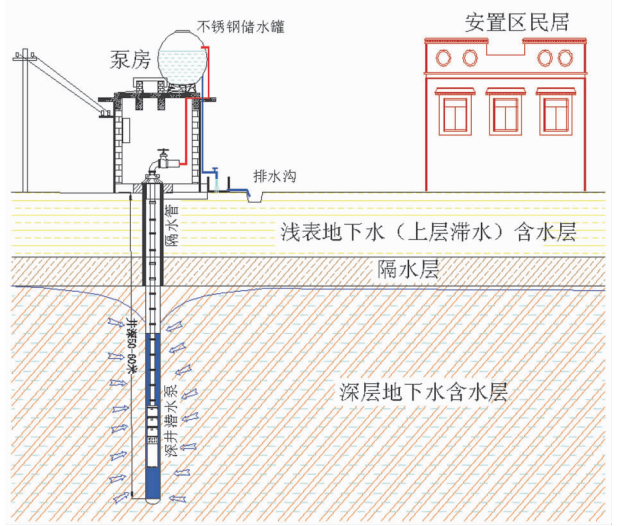 不锈钢储水罐
安置区民居
泵房
排水沟
隔水管
浅表地下水（上层滞水）含水层
隔水层
井深50-60米
深层地下水含水层
深井潜水泵